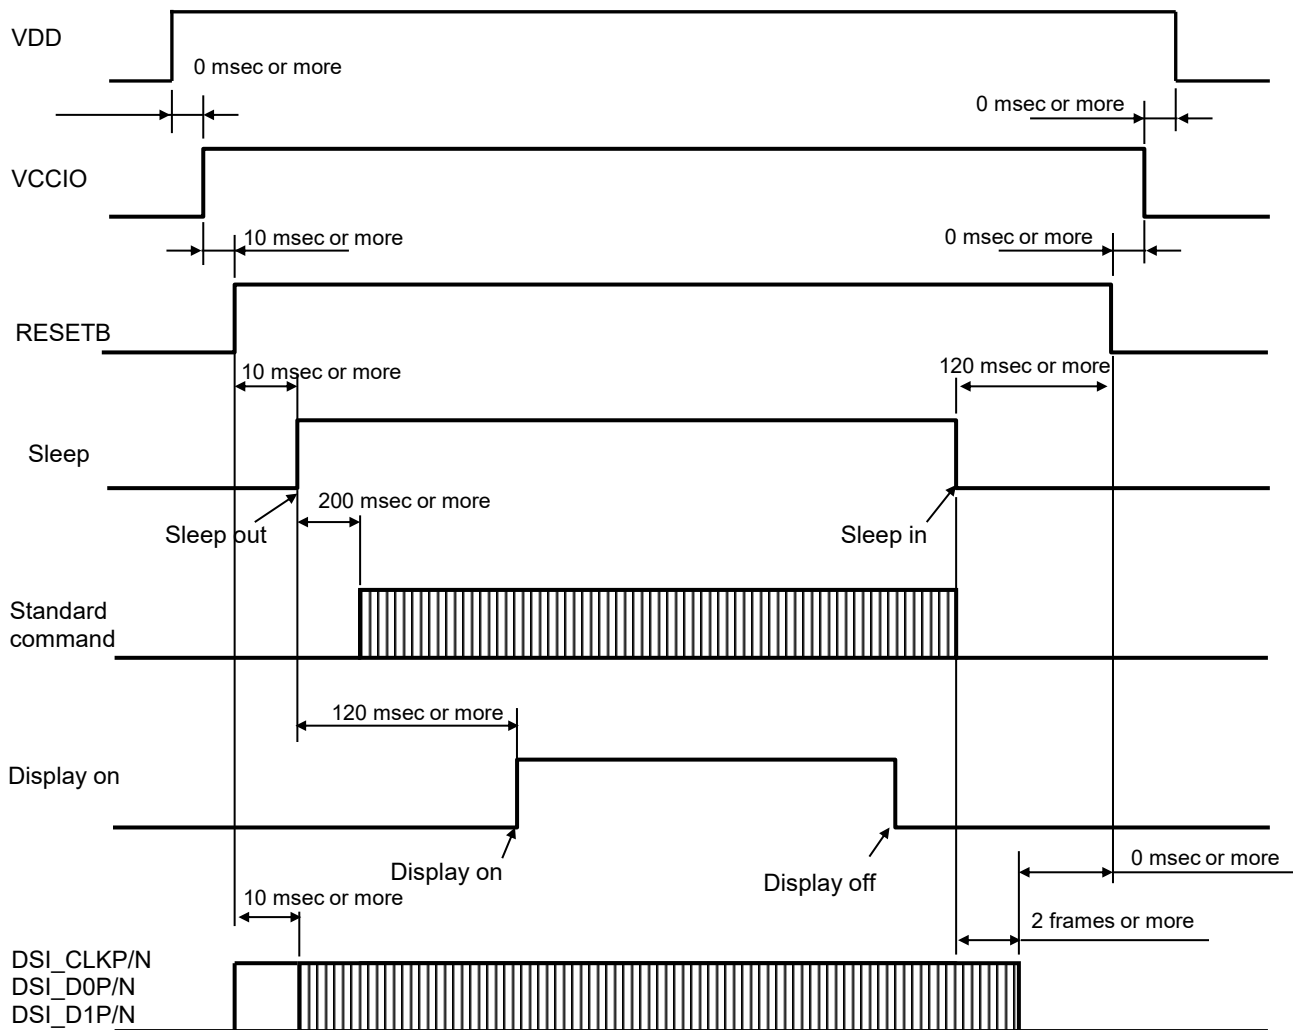 VDD
0 msec or more
0 msec or more
VCCIO
10 msec or more
0 msec or more
RESETB
10 msec or more
120 msec or more
Sleep
200 msec or more
Sleep out
Sleep in
Standard
command
120 msec or more
Display on
Display on
Display off
0 msec or more
10 msec or more
2 frames or more
DSI_CLKP/N
DSI_D0P/N
DSI_D1P/N